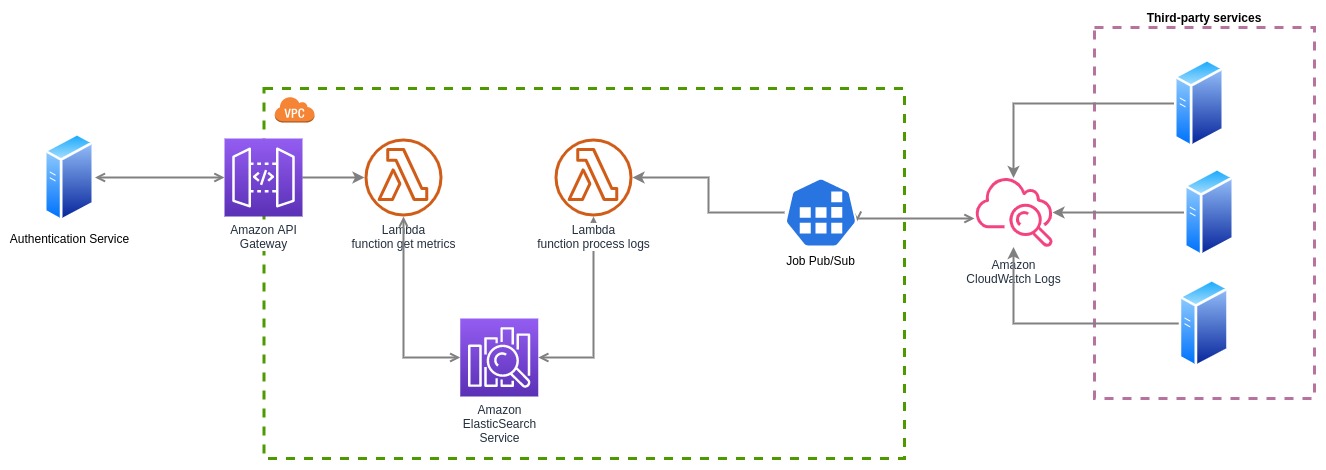 Third-party services
VPC
</>
Authentication Service
Amazon API
Gateway
Lambda
function get metrics
Lambda
function process logs
Job Pub/Sub
Amazon
CloudWatch Logs
Amazon
ElasticSearch
Service